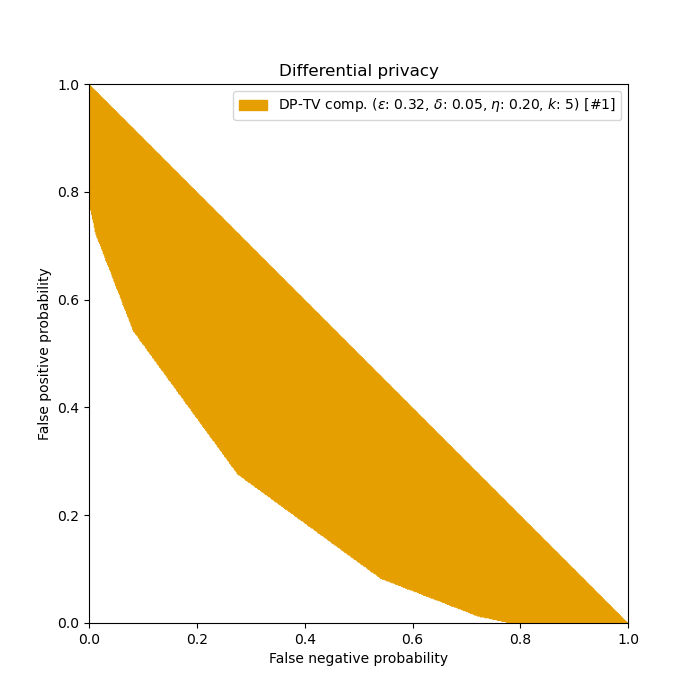 Differential privacy
DP-TV comp. (ε: 0.32, δ: 0.05, η: 0.20, k: 5) [#1]
1.0
0.8
0.6
0.4
0.2
0.0
False positive probability
0.0 0.2 0.4 0.6 0.8 1.0
False negative probability